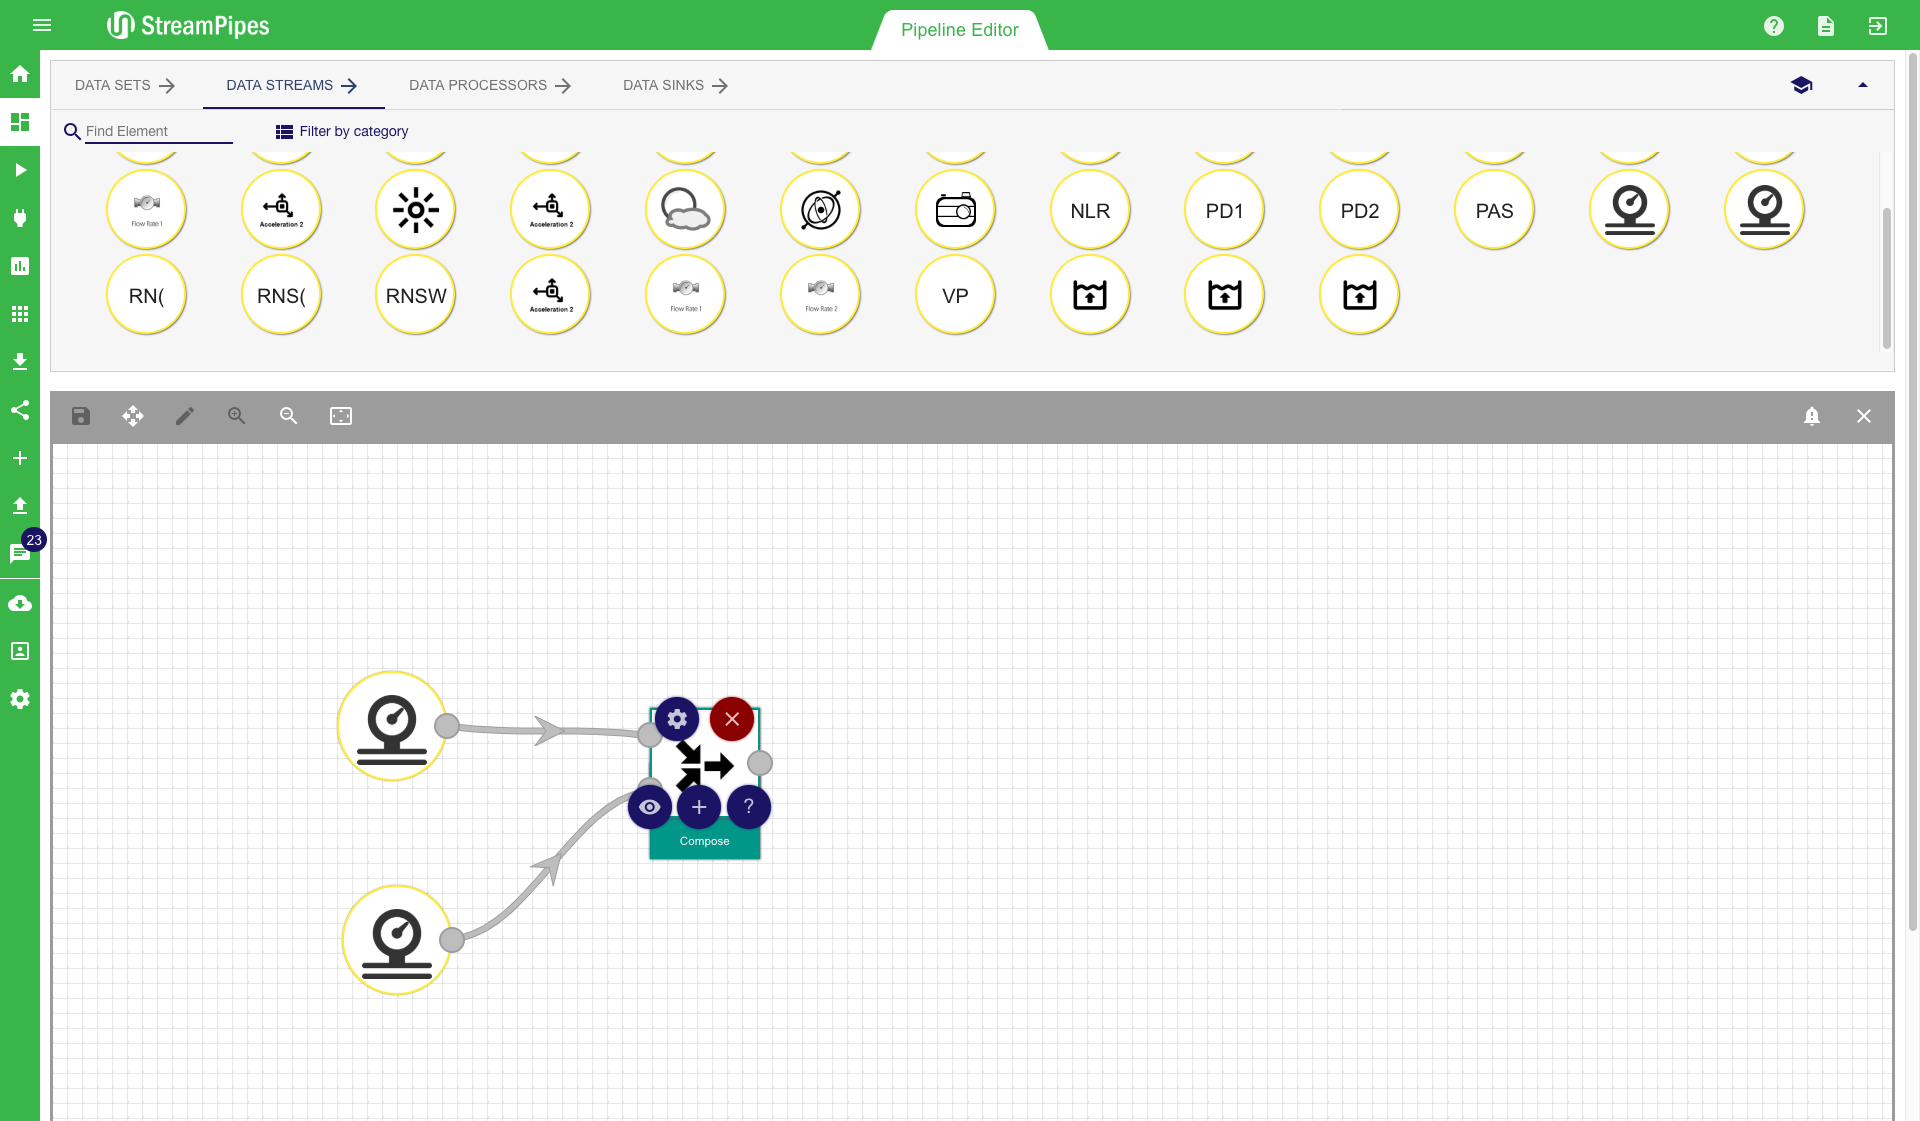 StreamPipes
Pipeline Editor
DATA SETS
DATA STREAMS
DATA PROCESSORS
DATA SINKS
Find Element
Filter by category
Flow Rate 1
Acceleration 2
Acceleration 2
NLR
PD1
PD2
PAS
RN(
RNS(
RNSW
Acceleration 2
Flow Rate 1
Flow Rate 2
VP
23
?
Compose